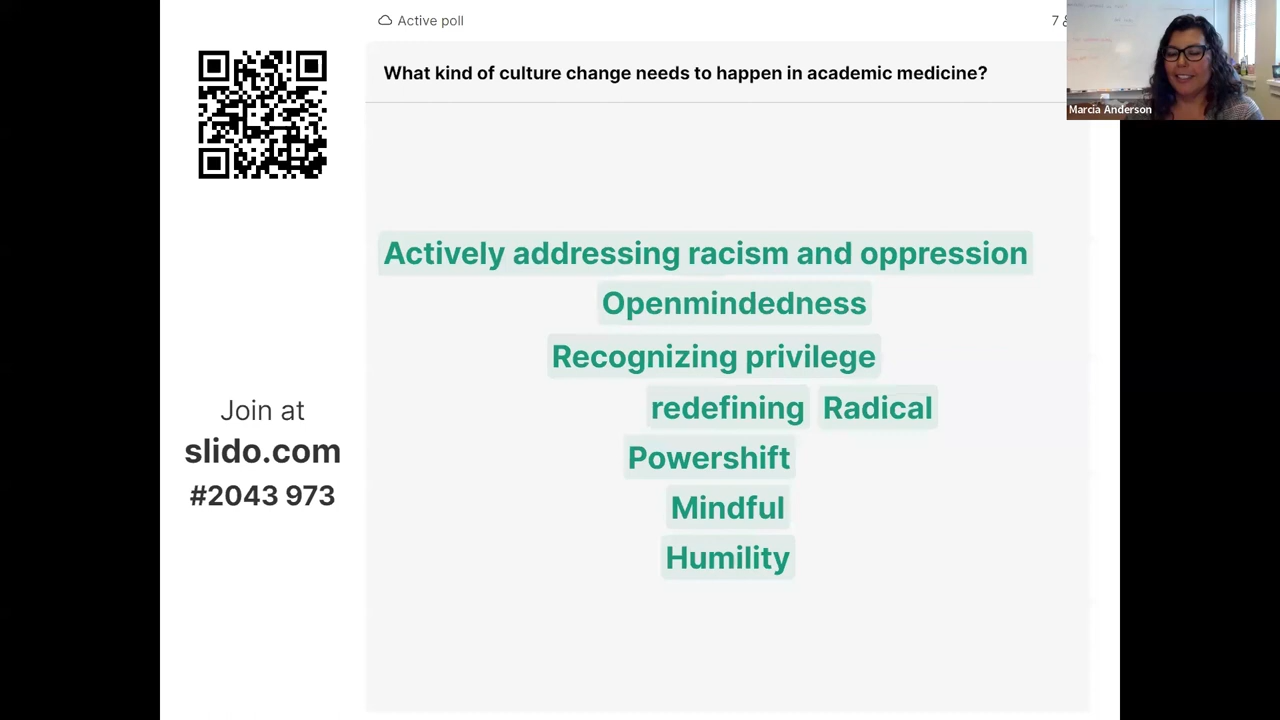 Active poll
7
What kind of culture change needs to happen in academic medicine?
Marcia Anderson
Actively addressing racism and oppression
Openmindedness
Recognizing privilege
redefining Radical
Powershift
Mindful
Humility
Join at
slido.com
#2043 973